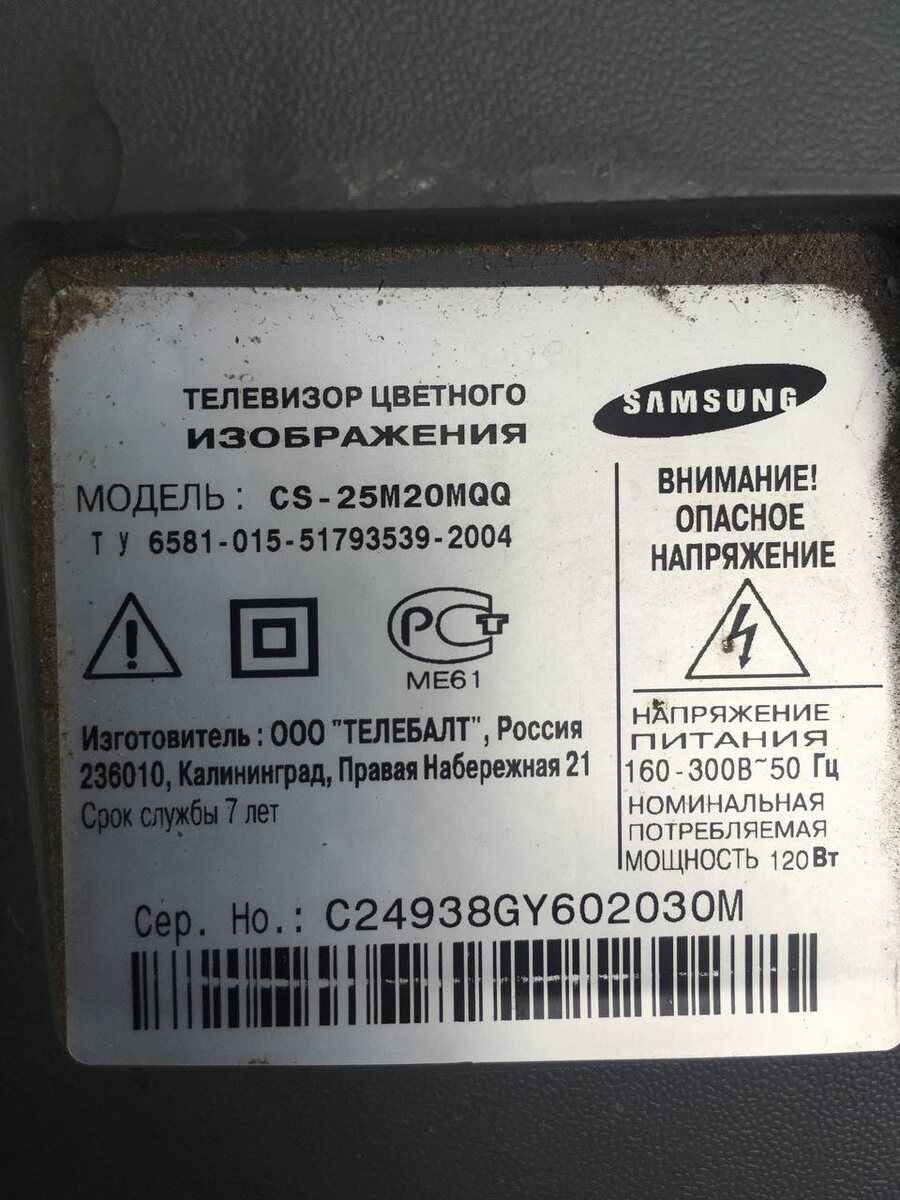 ТЕЛЕВИЗОР ЦВЕТНОГО
ИЗОБРАЖЕНИЯ
МОДЕЛЬ : CS-25M20MQQ
Т У 6581-015-51793539-2004
РСТ
МЕ61
Изготовитель : ООО "ТЕЛЕБАЛТ", Россия
236010, Калининград, Правая Набережная 21
Срок службы 7 лет
SAMSUNG
ВНИМАНИЕ!
ОПАСНОЕ
НАПРЯЖЕНИЕ
НАПРЯЖЕНИЕ
ПИТАНИЯ
160-300В~50 Гц
НОМИНАЛЬНАЯ
ПОТРЕБЛЯЕМАЯ
МОЩНОСТЬ 120Вт
Сер. Но.: C24938GY602030M